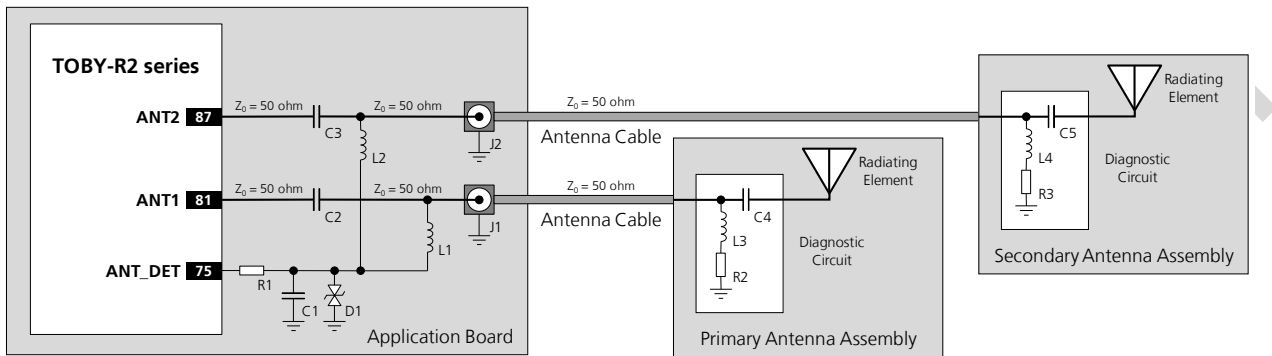 TOBY-R2 series
ANT2 87
Z₀ = 50 ohm
C3
Z₀ = 50 ohm
L2
J2
Z₀ = 50 ohm
Antenna Cable
ANT1 81
Z₀ = 50 ohm
C2
Z₀ = 50 ohm
L1
J1
Z₀ = 50 ohm
Antenna Cable
ANT_DET 75
R1
C1
D1
Application Board
C4
L3
R2
Radiating
Element
Diagnostic
Circuit
Primary Antenna Assembly
C5
L4
R3
Radiating
Element
Diagnostic
Circuit
Secondary Antenna Assembly